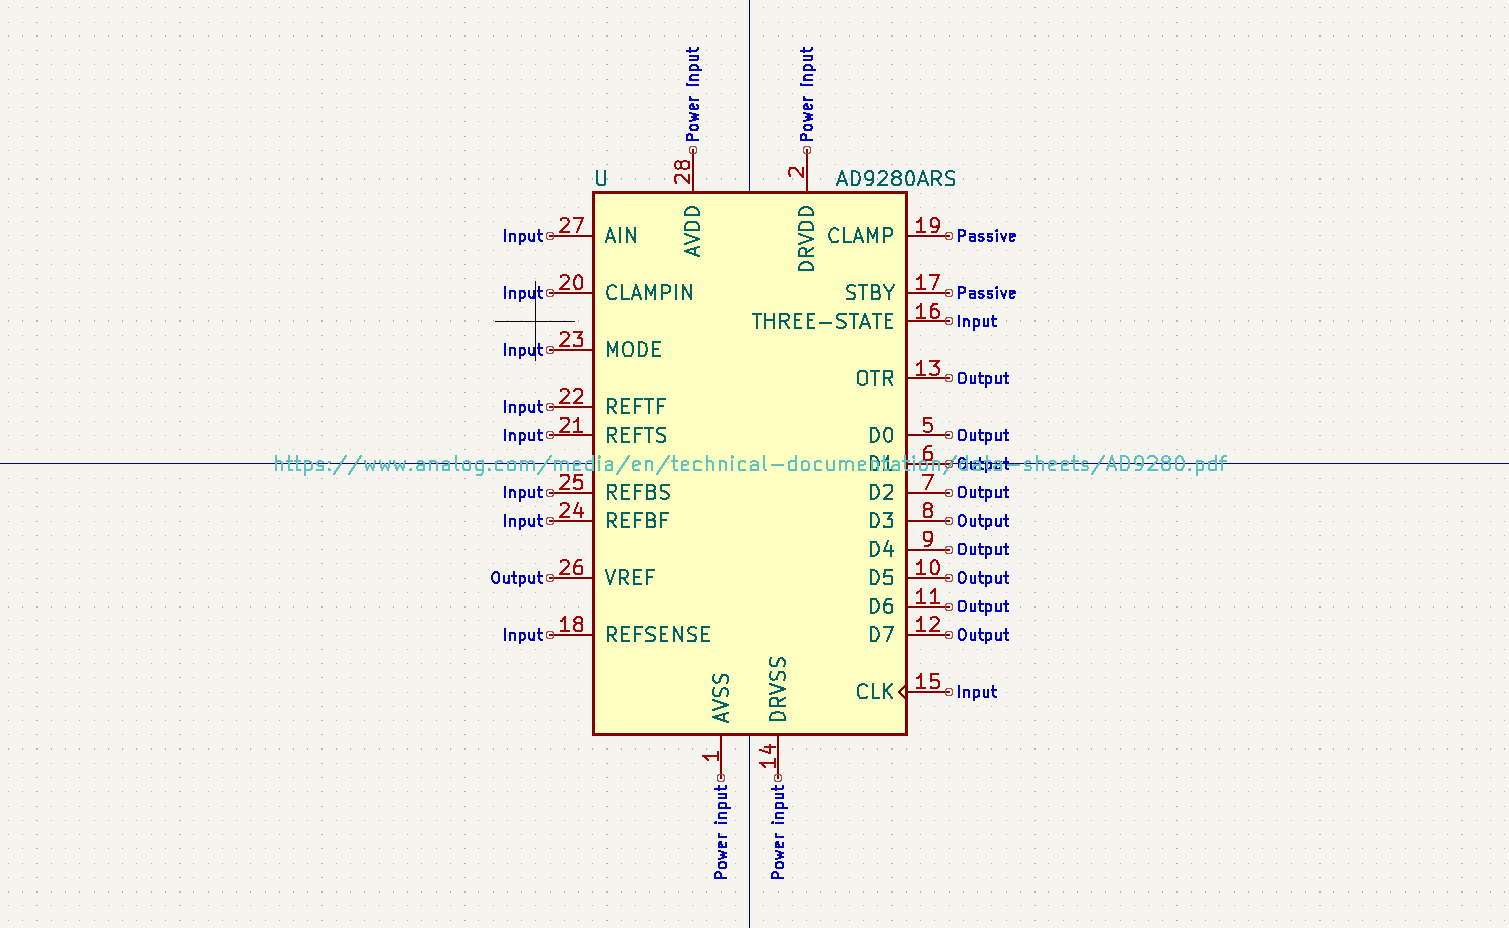 Power Input
Power Input
28
2
U
AD9280ARS
AVDD
DRVDD
Input 27 AIN
CLAMP 19 Passive
Input 20 CLAMPIN
STBY 17 Passive
THREE-STATE 16 Input
Input 23 MODE
OTR 13 Output
Input 22 REFTF
Input 21 REFTS
D0 5 Output
https://www.analog.com/media/en/technical-documentation/data-sheets/AD9280.pdf
D1 6 Output
Input 25 REFBS
D2 7 Output
Input 24 REFBF
D3 8 Output
D4 9 Output
Output 26 VREF
D5 10 Output
D6 11 Output
Input 18 REFSENSE
D7 12 Output
CLK 15 Input
AVSS
DRVSS
1
14
Power input
Power input